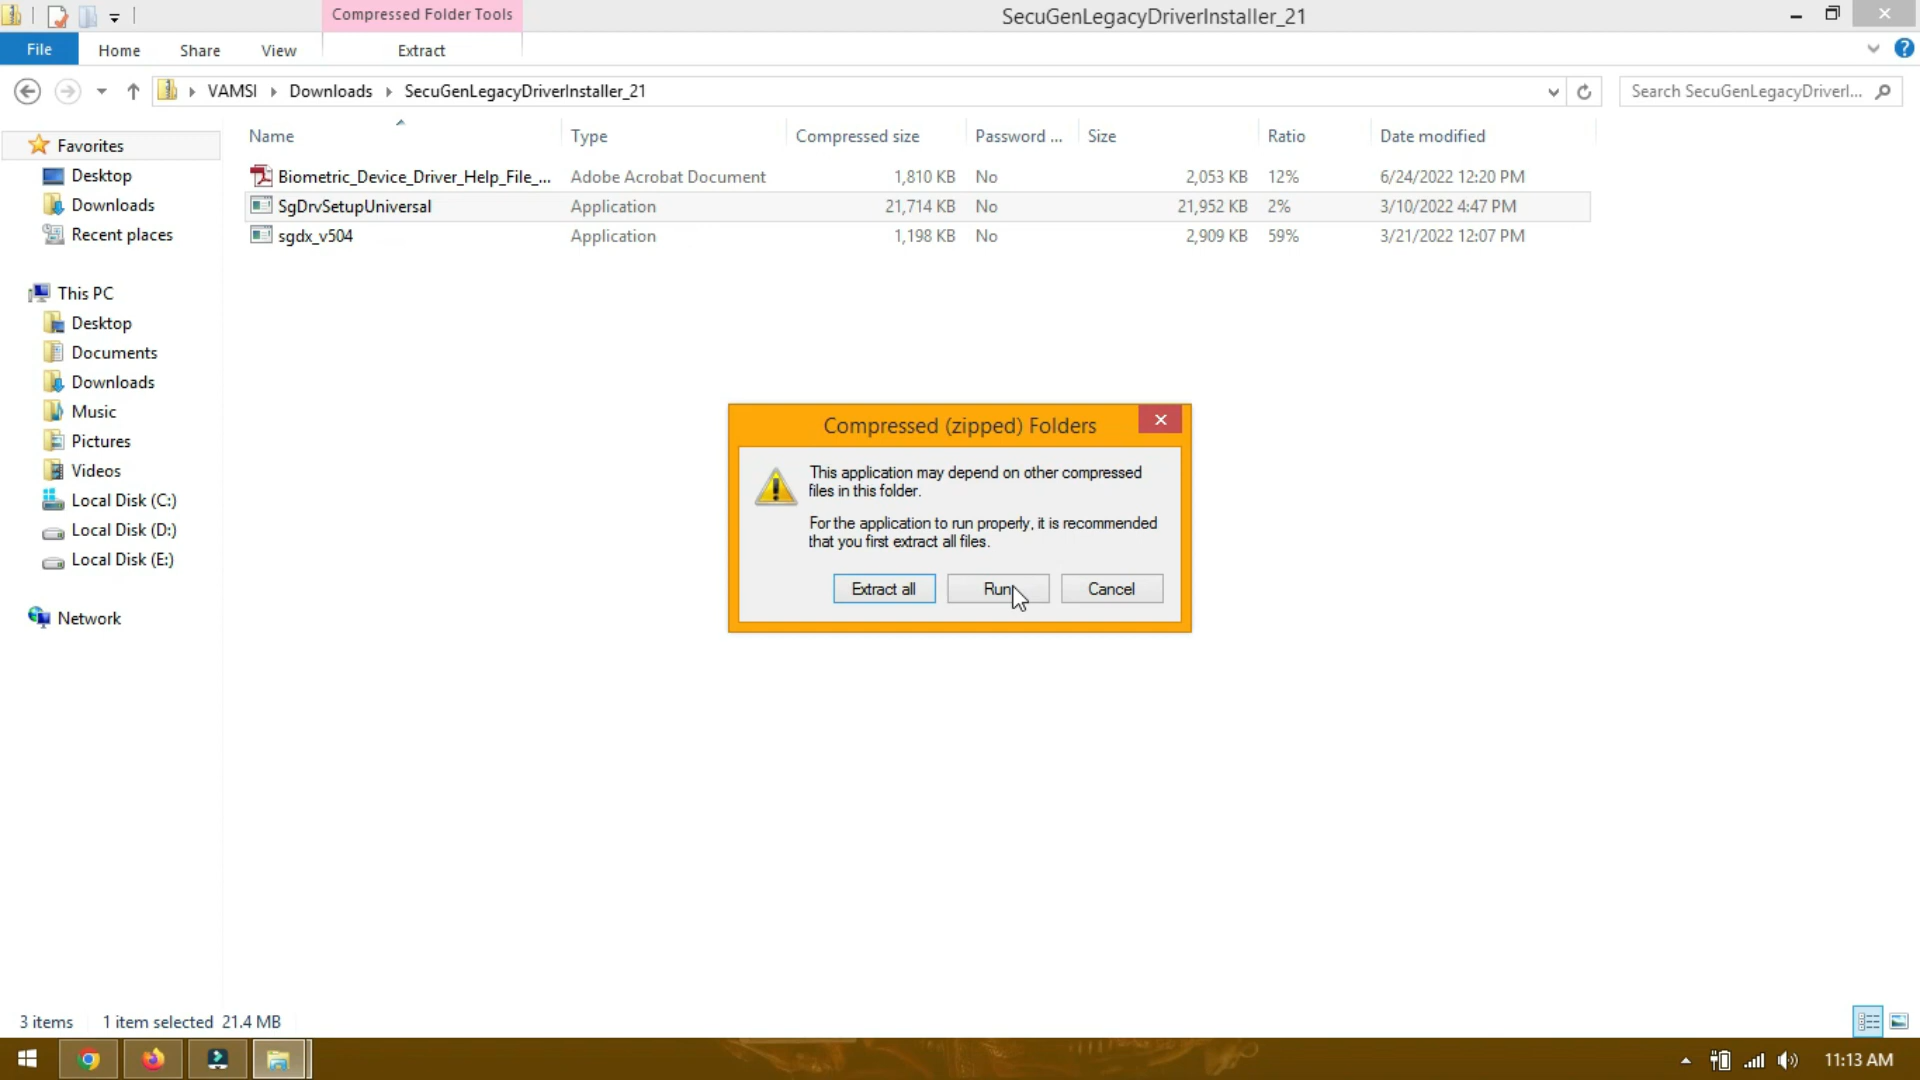 Compressed Folder Tools
SecuGenLegacyDriverInstaller_21
File Home Share View Extract
VAMSI Downloads SecuGenLegacyDriverInstaller_21
Search SecuGenLegacyDriverI...
Name Type Compressed size Password ... Size Ratio Date modified
Biometric_Device_Driver_Help_File_... Adobe Acrobat Document 1,810 KB No 2,053 KB 12% 6/24/2022 12:20 PM
SgDrvSetupUniversal Application 21,714 KB No 21,952 KB 2% 3/10/2022 4:47 PM
sgdx_v504 Application 1,198 KB No 2,909 KB 59% 3/21/2022 12:07 PM
Favorites
Desktop
Downloads
Recent places
This PC
Desktop
Documents
Downloads
Music
Pictures
Videos
Local Disk (C:)
Local Disk (D:)
Local Disk (E:)
Network
Compressed (zipped) Folders
This application may depend on other compressed
files in this folder.
For the application to run properly, it is recommended
that you first extract all files.
Extract all Run Cancel
3 items 1 item selected 21.4 MB
11:13 AM